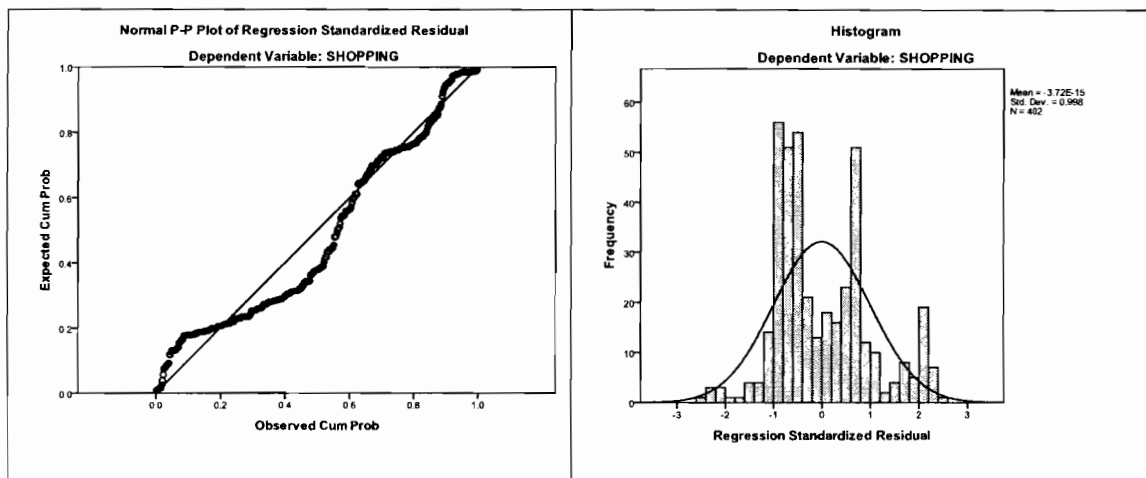 Normal P-P Plot of Regression Standardized Residual
Dependent Variable: SHOPPING
1.0
0.8
0.6
0.4
0.2
0.0
0.0 0.2 0.4 0.6 0.8 1.0
Expected Cum Prob
Observed Cum Prob
Histogram
Dependent Variable: SHOPPING
Mean = -3.72E-15
Std. Dev. = 0.998
N = 402
60
50
40
30
20
10
0
-3 -2 -1 0 1 2 3
Frequency
Regression Standardized Residual